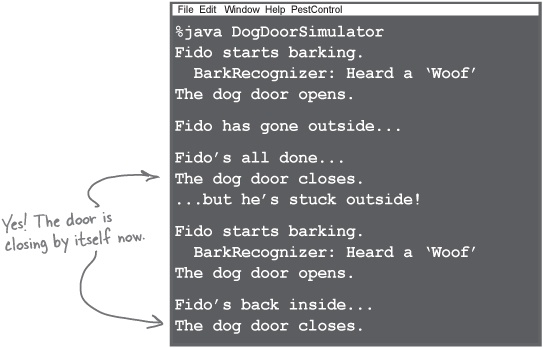 File Edit Window Help PestControl
%java DogDoorSimulator
Fido starts barking.
BarkRecognizer: Heard a ‘Woof’
The dog door opens.
Fido has gone outside...
Fido’s all done...
The dog door closes.
...but he’s stuck outside!
Fido starts barking.
BarkRecognizer: Heard a ‘Woof’
The dog door opens.
Fido’s back inside...
The dog door closes.
Yes! The door is
closing by itself now.